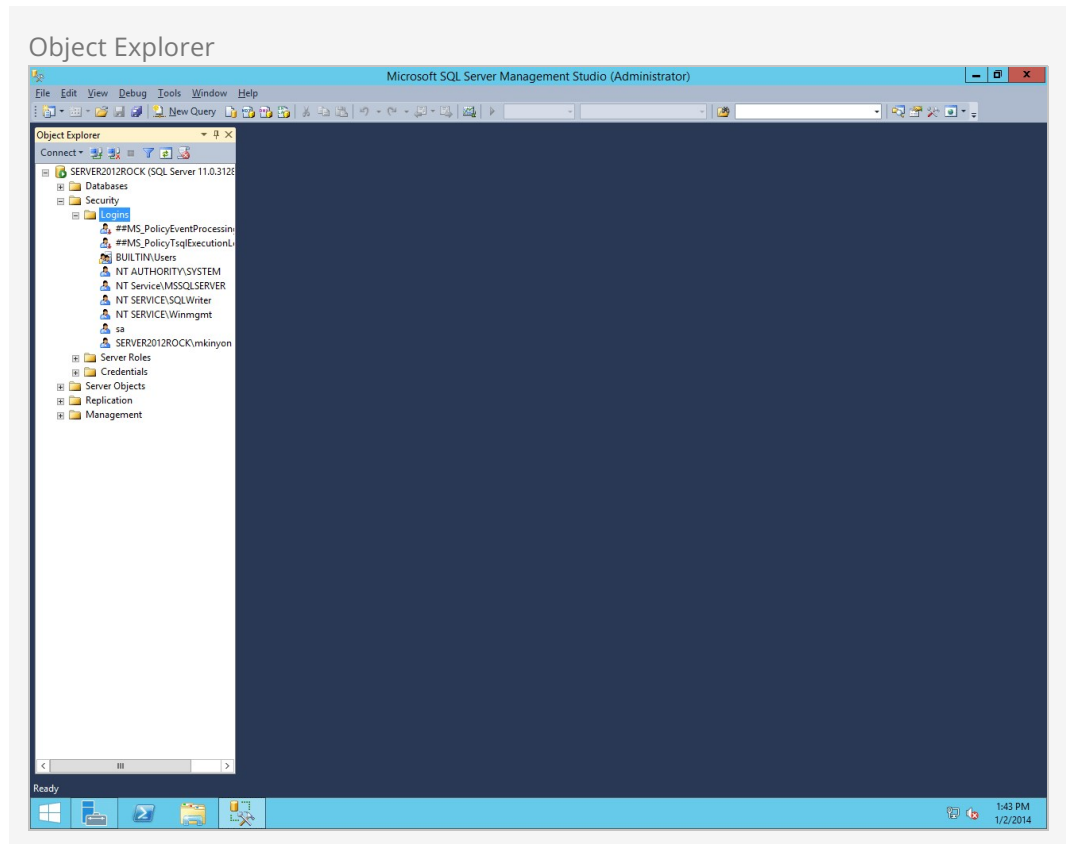 Object Explorer
Microsoft SQL Server Management Studio (Administrator)
File Edit View Debug Tools Window Help
New Query
Object Explorer
Connect
SERVER2012ROCK (SQL Server 11.0.3128
Databases
Security
Logins
##MS_PolicyEventProcessin
##MS_PolicyTsqlExecutionL
BUILTIN\Users
NT AUTHORITY\SYSTEM
NT Service\MSSQLSERVER
NT SERVICE\SQLWriter
NT SERVICE\Winmgmt
sa
SERVER2012ROCK\mkinyon
Server Roles
Credentials
Server Objects
Replication
Management
Ready
1:43 PM
1/2/2014